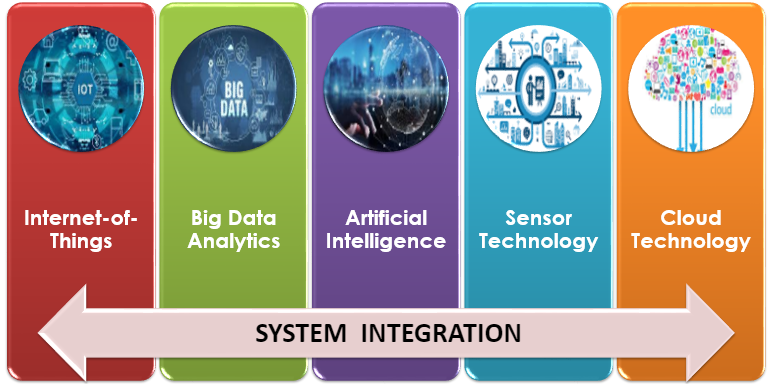 IOT
BIG
DATA
cloud
Internet-of-
Things
Big Data
Analytics
Artificial
Intelligence
Sensor
Technology
Cloud
Technology
SYSTEM INTEGRATION